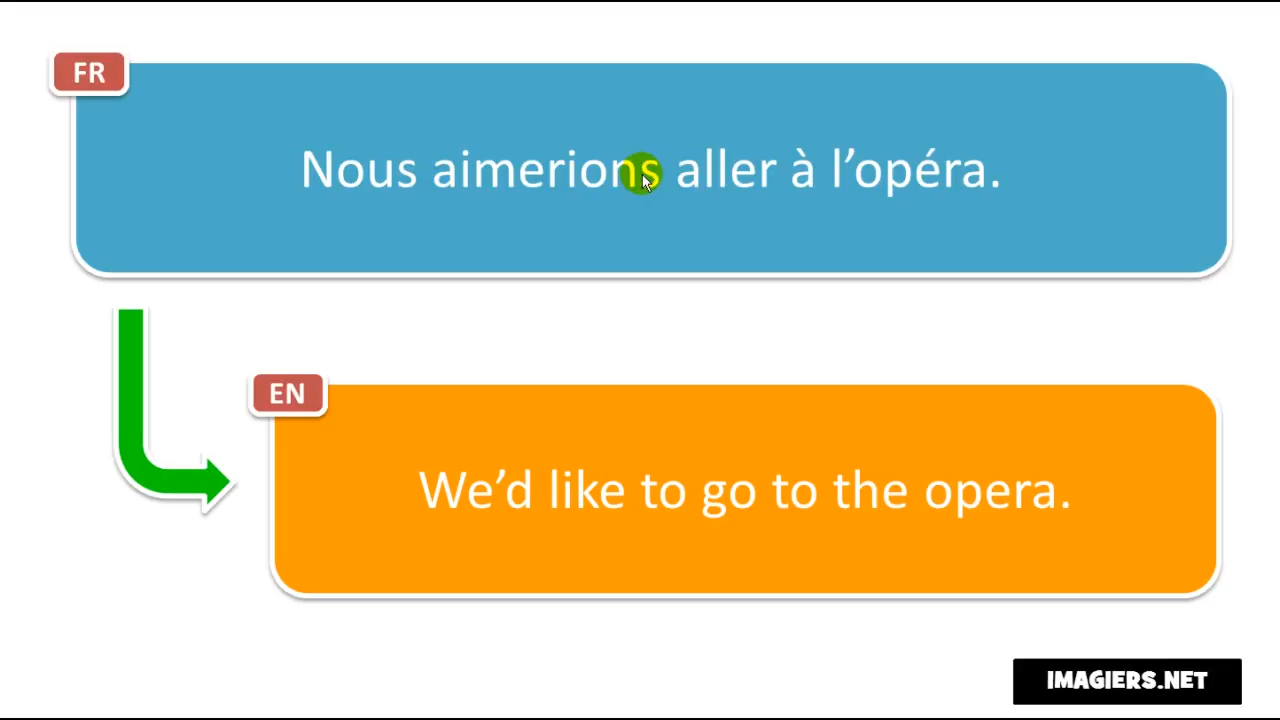 FR
Nous aimerions aller à l’opéra.
EN
We’d like to go to the opera.
IMAGIERS.NET